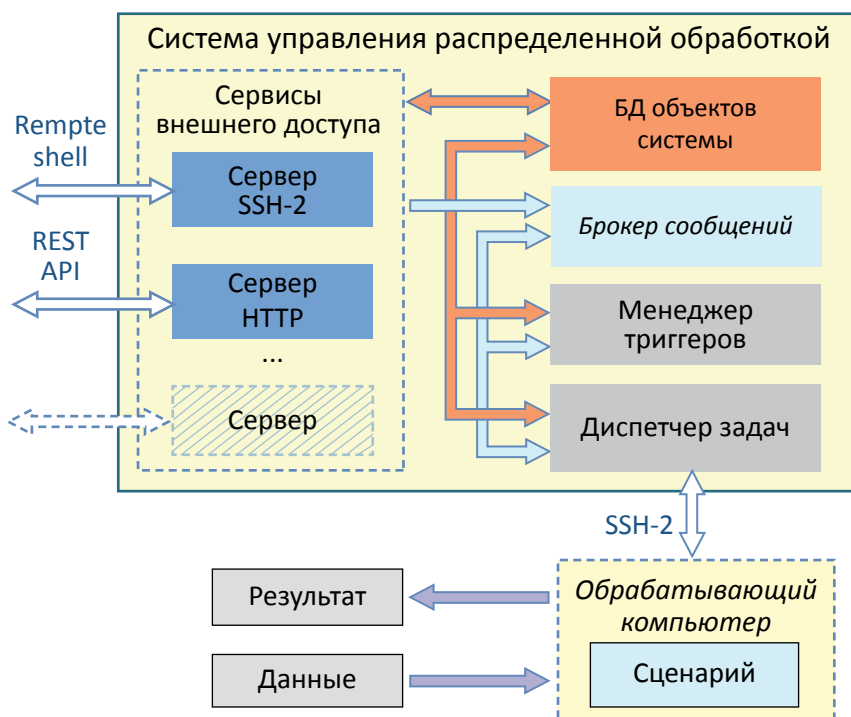 Система управления распределенной обработкой
Сервисы
внешнего доступа
Rempte
shell
Сервер
SSH-2
REST
API
Сервер
HTTP
...
Сервер
БД объектов
системы
Брокер сообщений
Менеджер
триггеров
Диспетчер задач
SSH-2
Результат
Данные
Обрабатывающий
компьютер
Сценарий